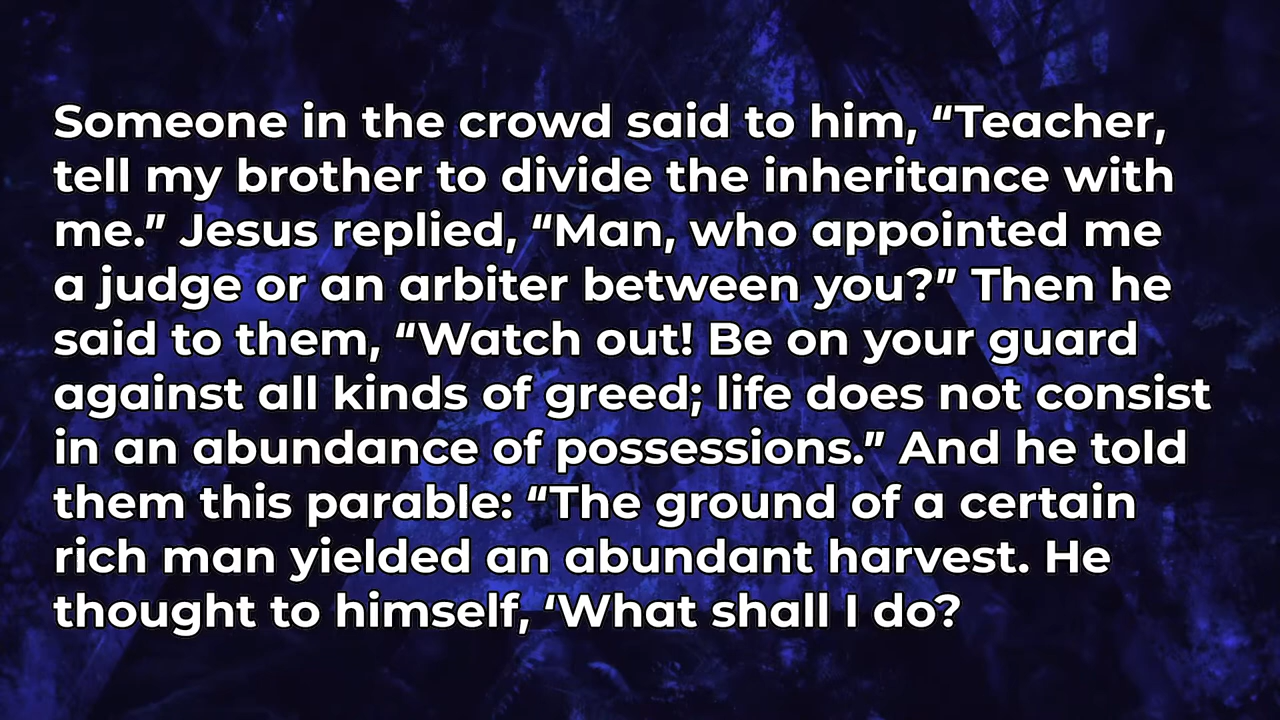 Someone in the crowd said to him, “Teacher,
tell my brother to divide the inheritance with
me.” Jesus replied, “Man, who appointed me
a judge or an arbiter between you?” Then he
said to them, “Watch out! Be on your guard
against all kinds of greed; life does not consist
in an abundance of possessions.” And he told
them this parable: “The ground of a certain
rich man yielded an abundant harvest. He
thought to himself, ‘What shall I do?